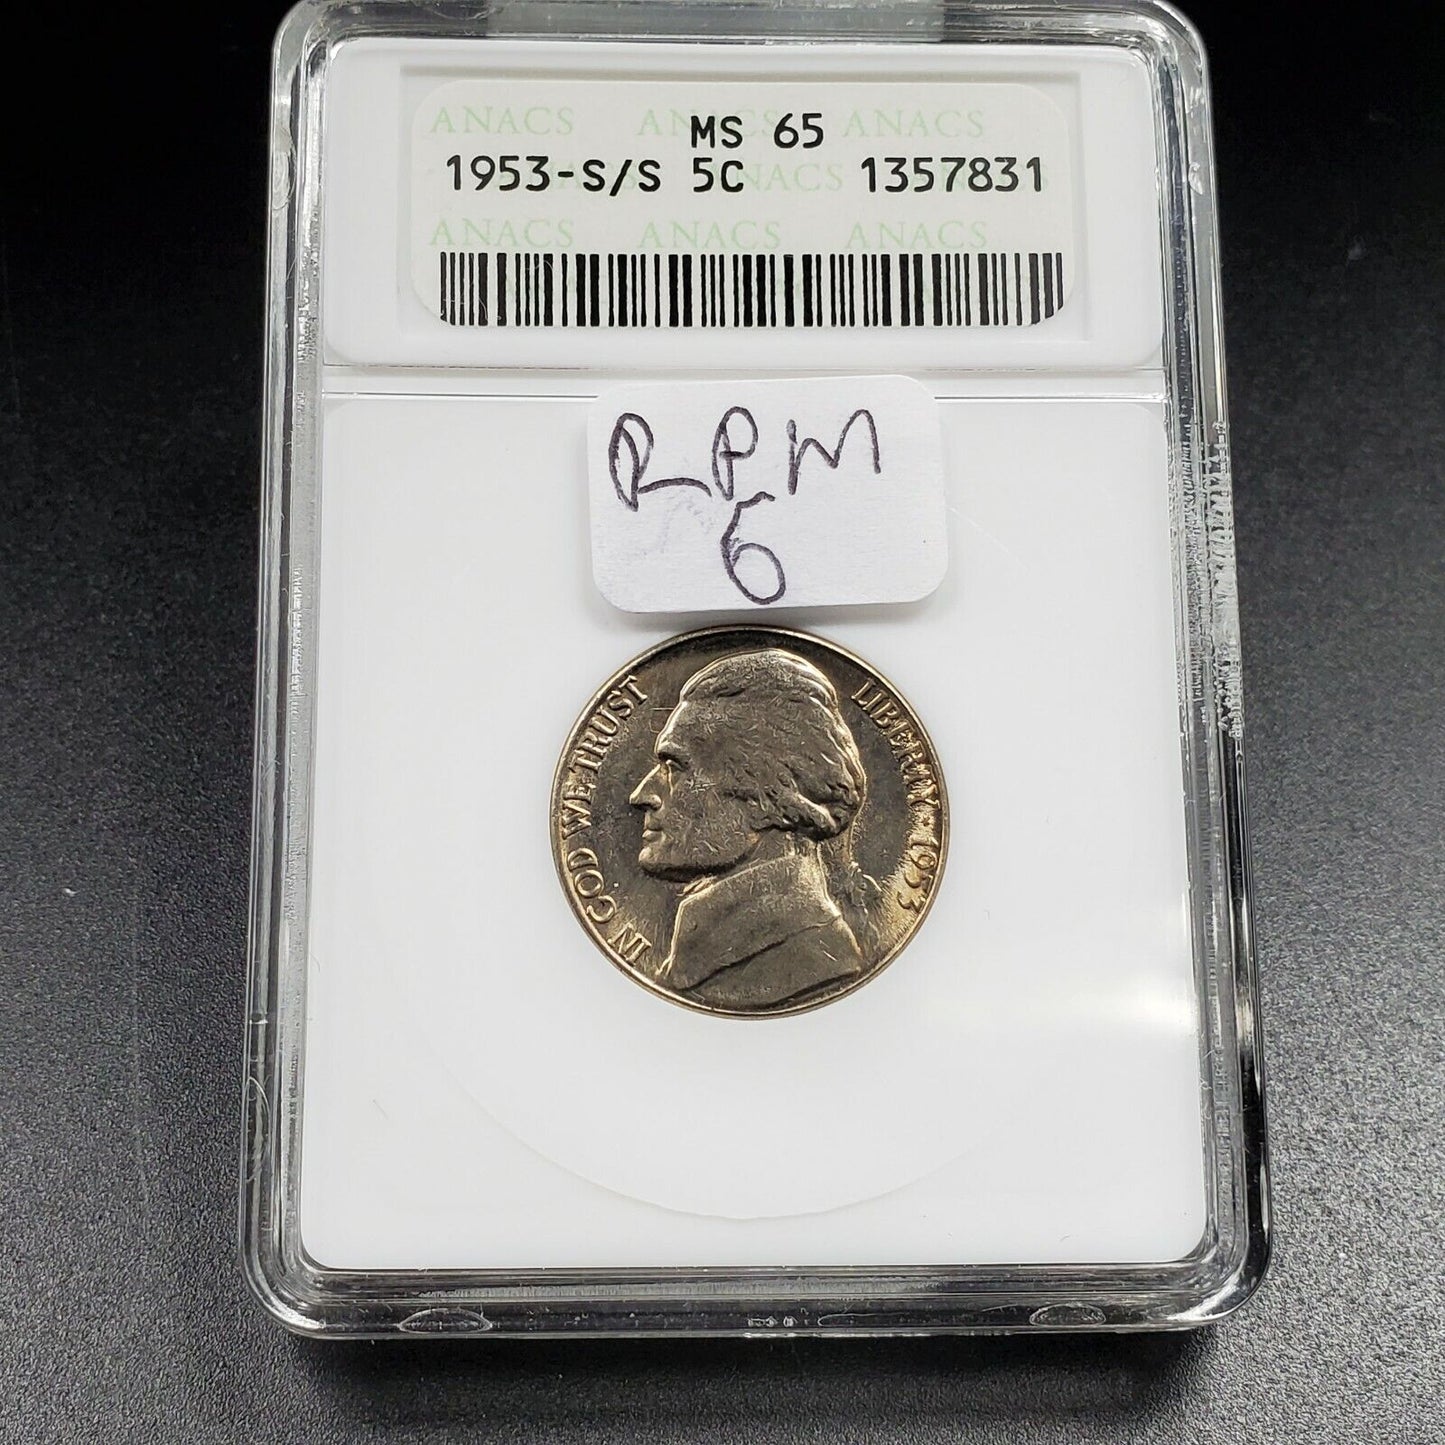 ANACS ANACS ANACS
MS 65
1953-S/S 5C 1357831
ANACS
ANACS ANACS ANACS
RPM
6
IN GOD WE TRUST
LIBERTY 1953